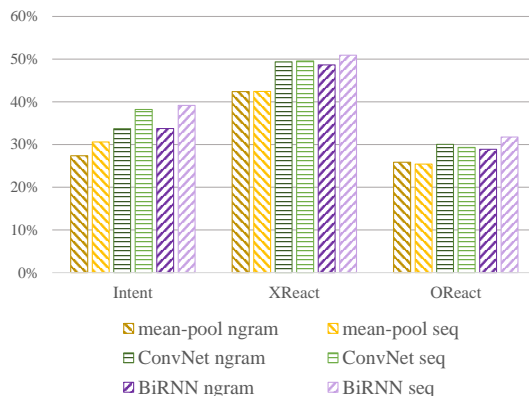 60%
50%
40%
30%
20%
10%
0%
Intent XReact OReact
mean-pool ngram mean-pool seq
ConvNet ngram ConvNet seq
BiRNN ngram BiRNN seq